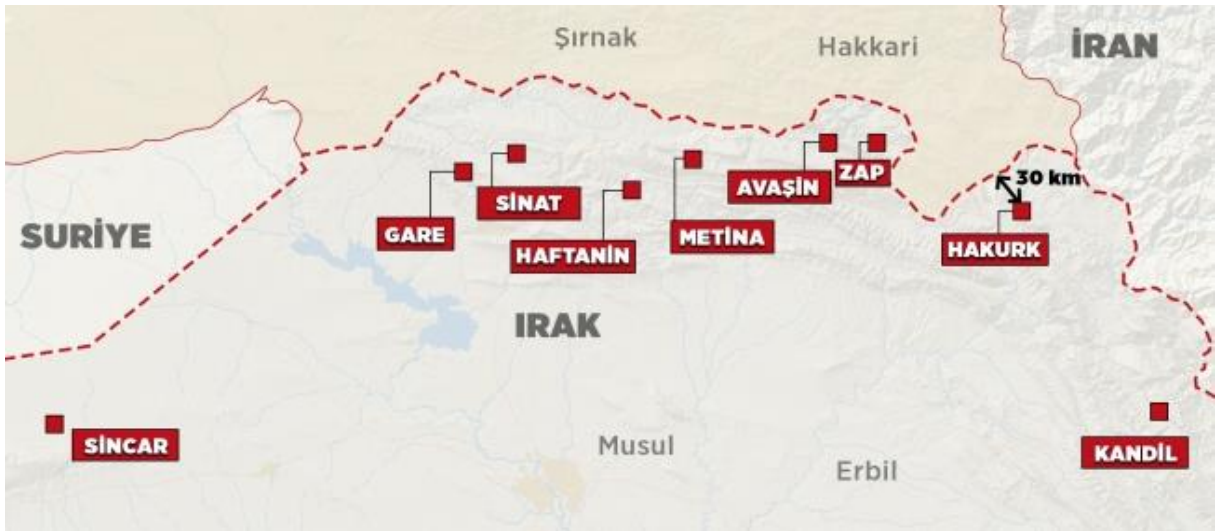 Şırnak
Hakkari
İRAN
AVAŞİN
ZAP
30 km
SİNAT
GARE
HAFTANİN
METİNA
HAKURK
SURİYE
IRAK
SİNCAR
Musul
Erbil
KANDİL